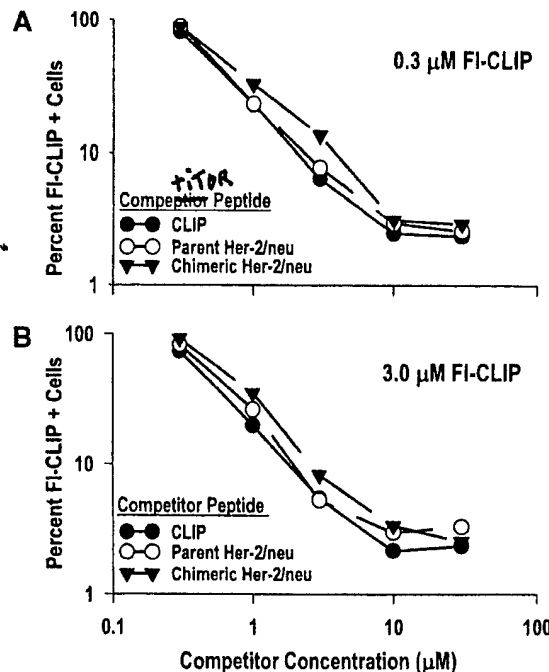 A
100
10
1
Percent Fl-CLIP + Cells
0.3 µM Fl-CLIP
titor
Compeptior Peptide
CLIP
Parent Her-2/neu
Chimeric Her-2/neu
B
100
10
1
Percent Fl-CLIP + Cells
3.0 µM Fl-CLIP
Competitor Peptide
CLIP
Parent Her-2/neu
Chimeric Her-2/neu
0.1 1 10 100
Competitor Concentration (µM)